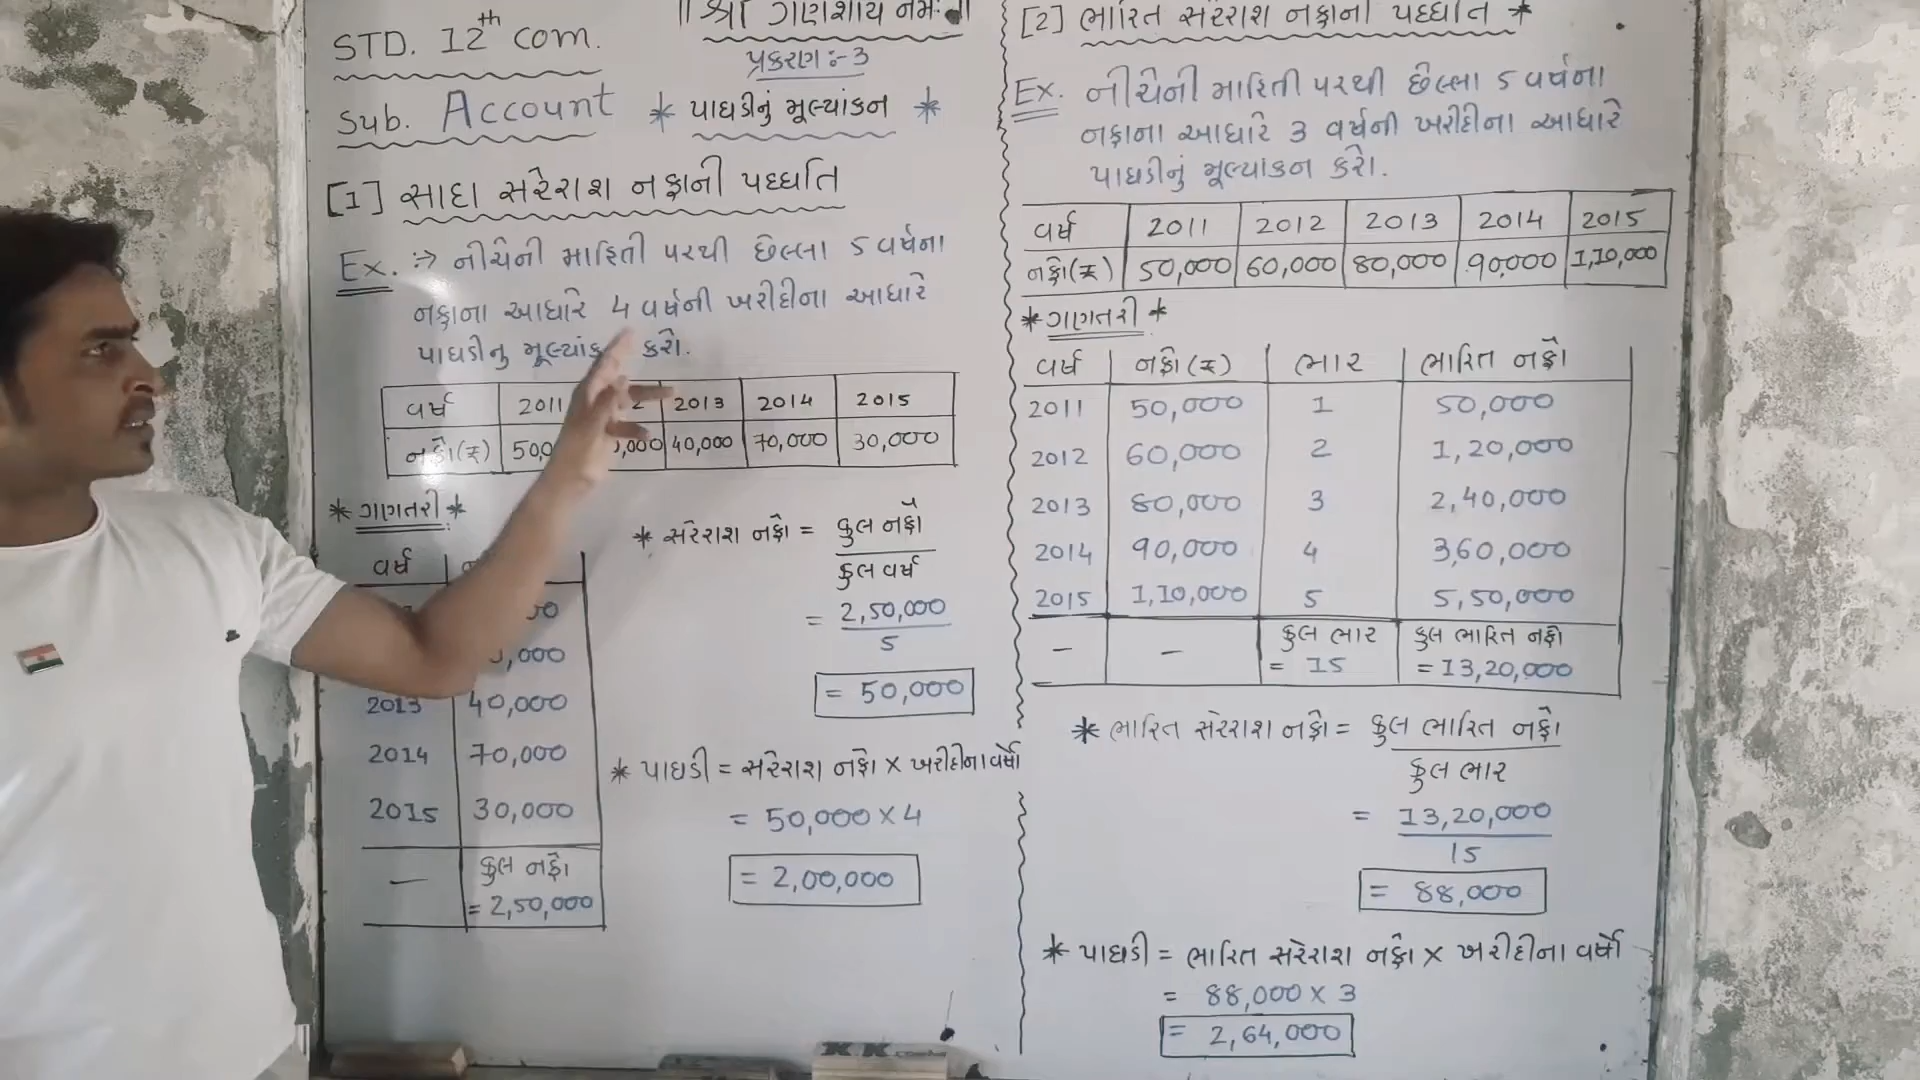 || શ્રી ગણેશાય નમઃ ||
STD. 12th com.
પ્રકરણ :- 3
Sub. Account
* પાઘડીનું મૂલ્યાંકન *
[1] સાદા સરેરાશ નફાની પધ્ધતિ
Ex. :→ નીચેની માહિતી પરથી છેલ્લા 5 વર્ષના
નફાના આધારે 4 વર્ષની ખરીદીના આધારે
પાઘડીનુ મૂલ્યાંક કરો.
વર્ષ 2011 2 2013 2014 2015
નફો(₹) 50,0 ,000 40,000 70,000 30,000
* ગણતરી *
વર્ષ
00
,000
2013 40,000
2014 70,000
2015 30,000
— કુલ નફો
= 2,50,000
* સરેરાશ નફો = કુલ નફો
કુલ વર્ષ
= 2,50,000
5
= 50,000
* પાઘડી = સરેરાશ નફો × ખરીદીના વર્ષો
= 50,000 × 4
= 2,00,000
[2] ભારિત સરેરાશ નફાની પધ્ધતિ *
Ex. નીચેની માહિતી પરથી છેલ્લા 5 વર્ષના
નફાના આધારે 3 વર્ષની ખરીદીના આધારે
પાઘડીનું મૂલ્યાંકન કરો.
વર્ષ 2011 2012 2013 2014 2015
નફો(₹) 50,000 60,000 80,000 90,000 1,10,000
* ગણતરી *
વર્ષ નફો(₹) ભાર ભારિત નફો
2011 50,000 1 50,000
2012 60,000 2 1,20,000
2013 80,000 3 2,40,000
2014 90,000 4 3,60,000
2015 1,10,000 5 5,50,000
— — કુલ ભાર કુલ ભારિત નફો
= 15 = 13,20,000
* ભારિત સરેરાશ નફો = કુલ ભારિત નફો
કુલ ભાર
= 13,20,000
15
= 88,000
* પાઘડી = ભારિત સરેરાશ નફો × ખરીદીના વર્ષો
= 88,000 × 3
= 2,64,000